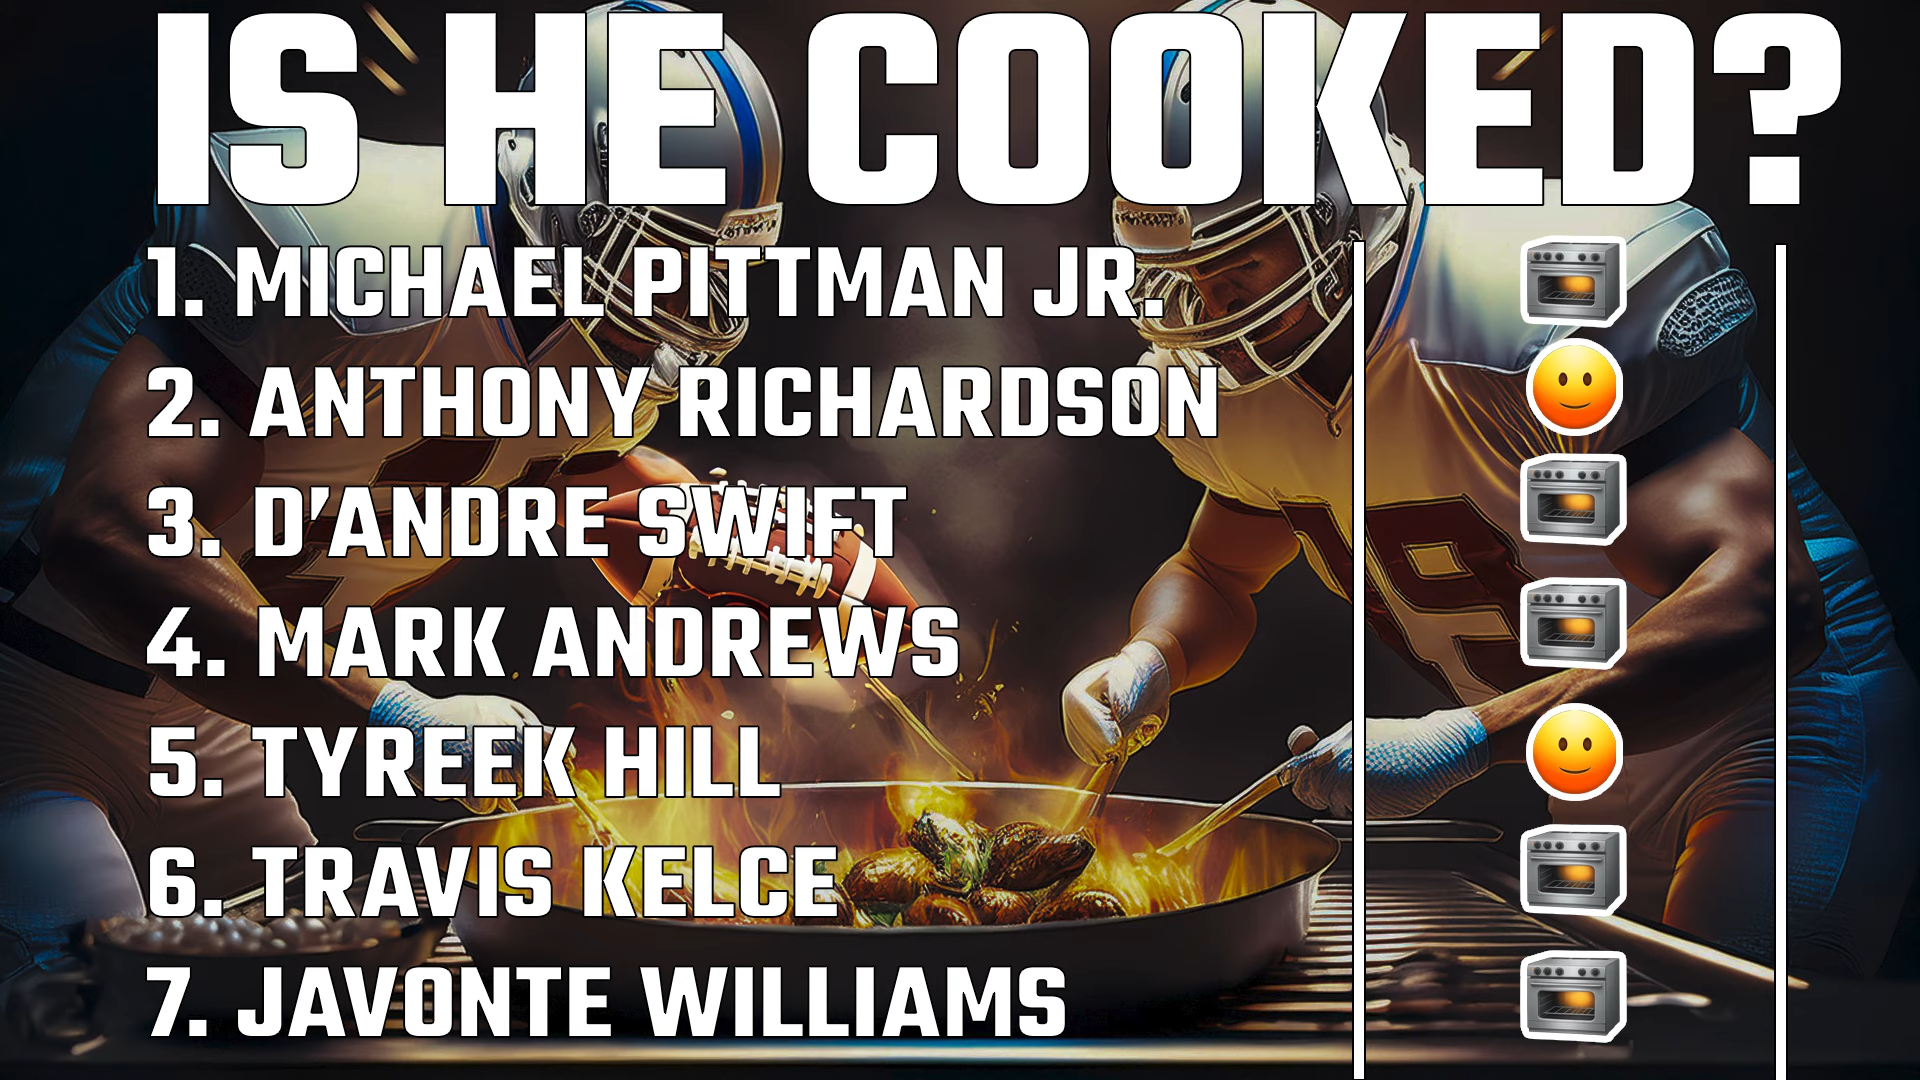 IS HE COOKED?
1. MICHAEL PITTMAN JR.
2. ANTHONY RICHARDSON
3. D'ANDRE SWIFT
4. MARK ANDREWS
5. TYREEK HILL
6. TRAVIS KELCE
7. JAVONTE WILLIAMS